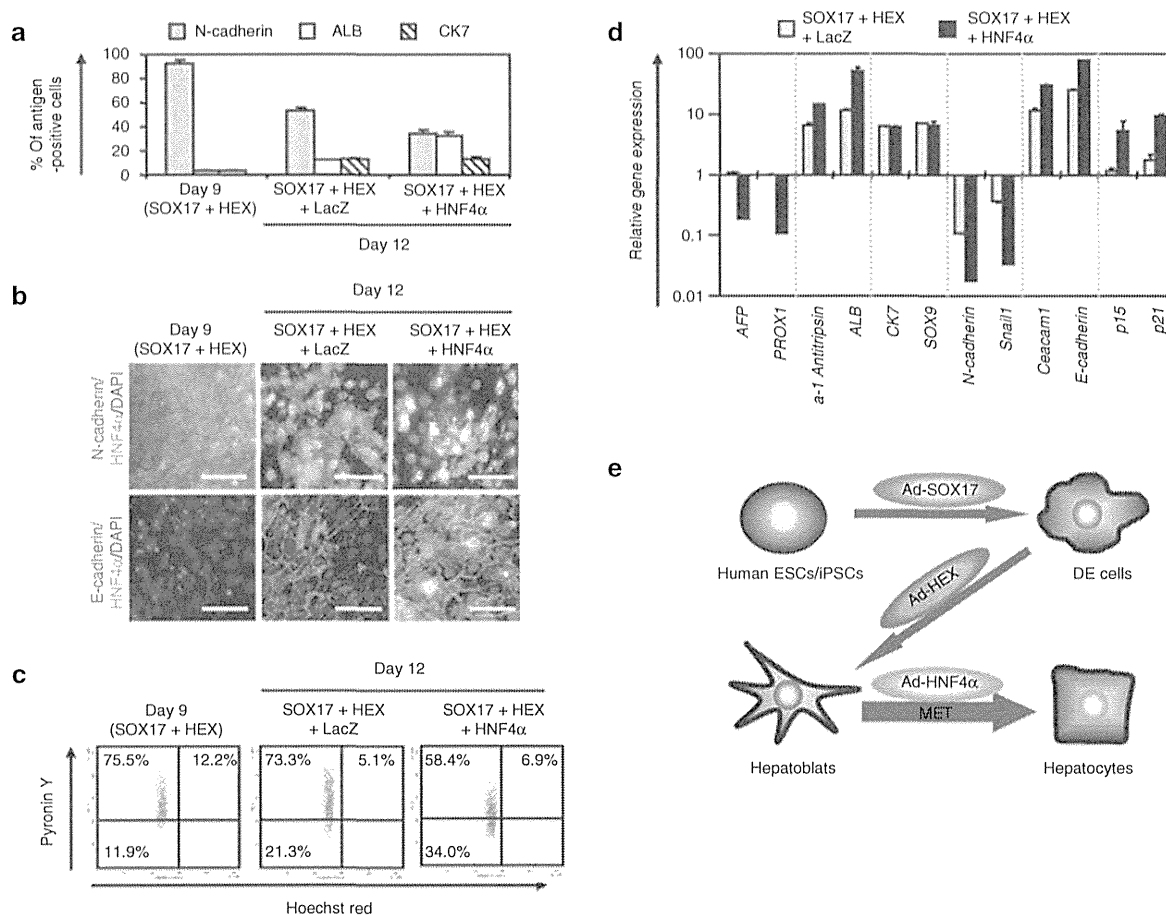 a
N-cadherin ALB CK7
% Of antigen
-positive cells
100
80
60
40
20
0
Day 9
(SOX17 + HEX)
SOX17 + HEX
+ LacZ
SOX17 + HEX
+ HNF4α
Day 12
b
Day 12
Day 9
(SOX17 + HEX)
SOX17 + HEX
+ LacZ
SOX17 + HEX
+ HNF4α
N-cadherin/
HNF4α/DAPI
E-cadherin/
HNF4α/DAPI
c
Day 12
Day 9
(SOX17 + HEX)
SOX17 + HEX
+ LacZ
SOX17 + HEX
+ HNF4α
Pyronin Y
75.5% 12.2%
11.9%
73.3% 5.1%
21.3%
58.4% 6.9%
34.0%
Hoechst red
d
SOX17 + HEX
+ LacZ
SOX17 + HEX
+ HNF4α
Relative gene expression
100
10
1
0.1
0.01
AFP
PROX1
a-1 Antitripsin
ALB
CK7
SOX9
N-cadherin
Snail1
Ceacam1
E-cadherin
p15
p21
e
Ad-SOX17
Human ESCs/iPSCs
DE cells
Ad-HEX
Ad-HNF4α
MET
Hepatoblats
Hepatocytes